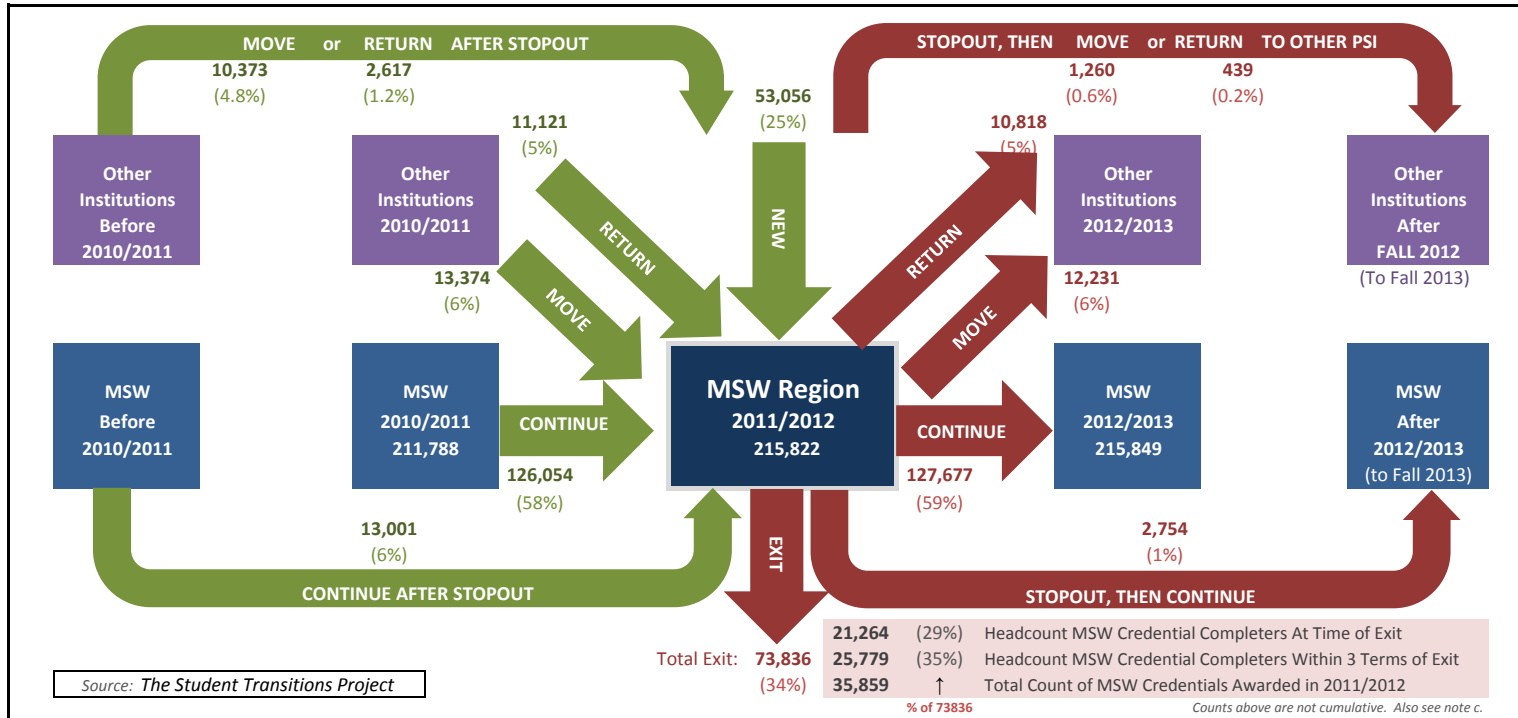 MOVE or RETURN AFTER STOPOUT
10,373 2,617
(4.8%) (1.2%)
STOPOUT, THEN MOVE or RETURN TO OTHER PSI
1,260 439
(0.6%) (0.2%)
53,056
(25%)
NEW
11,121
(5%)
RETURN
10,818
(5%)
RETURN
Other
Institutions
Before
2010/2011
Other
Institutions
2010/2011
Other
Institutions
2012/2013
Other
Institutions
After
FALL 2012
(To Fall 2013)
13,374
(6%)
MOVE
12,231
(6%)
MOVE
MSW
Before
2010/2011
MSW
2010/2011
211,788
CONTINUE
126,054
(58%)
MSW Region
2011/2012
215,822
CONTINUE
127,677
(59%)
MSW
2012/2013
215,849
MSW
After
2012/2013
(to Fall 2013)
13,001
(6%)
CONTINUE AFTER STOPOUT
EXIT
2,754
(1%)
STOPOUT, THEN CONTINUE
Total Exit: 73,836
(34%)
21,264 (29%) Headcount MSW Credential Completers At Time of Exit
25,779 (35%) Headcount MSW Credential Completers Within 3 Terms of Exit
35,859 ↑ Total Count of MSW Credentials Awarded in 2011/2012
% of 73836 Counts above are not cumulative. Also see note c.
Source: The Student Transitions Project